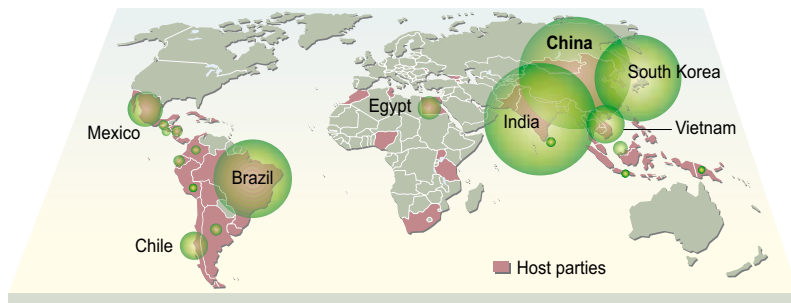 China
South Korea
Egypt
India
Mexico
Vietnam
Brazil
Chile
Host parties